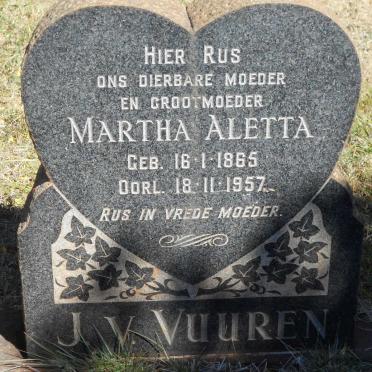 HIER RUS
ONS DIERBARE MOEDER
EN GROOTMOEDER
MARTHA ALETTA
GEB. 16·1·1865
OORL. 18·11·1957
RUS IN VREDE MOEDER.
J. V. VUUREN